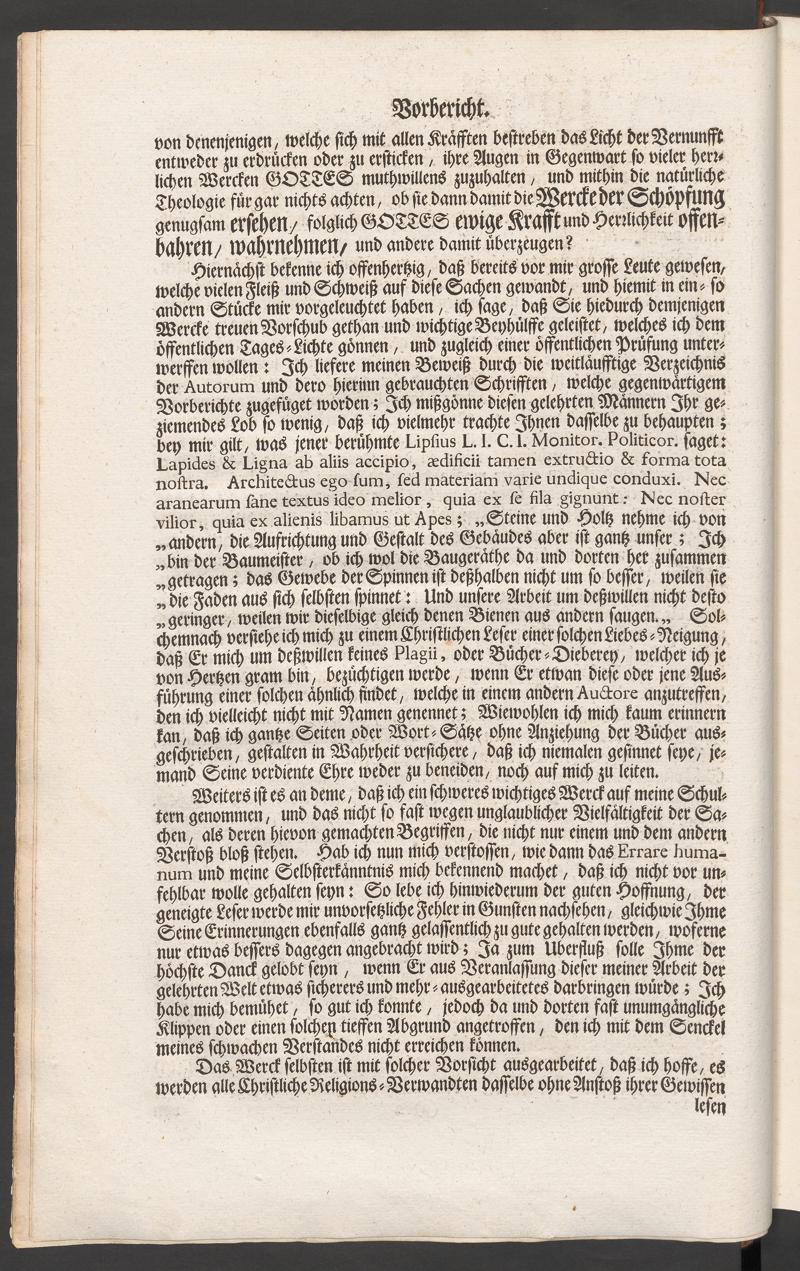 Vorbericht.
von denenjenigen, welche sich mit allen Kräfften bestreben das Licht der Vernunfft
entweder zu erdrücken oder zu ersticken, ihre Augen in Gegenwart so vieler herr-
lichen Wercken GOTTES muthwillens zuzuhalten, und mithin die natürliche
Theologie für gar nichts achten, ob sie dann damit die Wercke der Schöpfung
genugsam ersehen, folglich GOTTES ewige Krafft und Herrlichkeit offen-
bahren, wahrnehmen, und andere damit überzeugen?
Hiernächst bekenne ich offenhertzig, daß bereits vor mir grosse Leute gewesen,
welche vielen Fleiß und Schweiß auf diese Sachen gewandt, und hiemit in ein- so
andern Stücke mir vorgeleuchtet haben, ich sage, daß Sie hiedurch demjenigen
Wercke treuen Vorschub gethan und wichtige Beyhülffe geleistet, welches ich dem
öffentlichen Tages-Lichte gönnen, und zugleich einer öffentlichen Prüfung unter-
werffen wollen: Ich liefere meinen Beweiß durch die weitläufftige Verzeichnis
der Autorum und dero hierinn gebrauchten Schrifften, welche gegenwärtigem
Vorberichte zugefüget worden; Ich mißgönne diesen gelehrten Männern Ihr ge-
ziemendes Lob so wenig, daß ich vielmehr trachte Ihnen dasselbe zu behaupten;
bey mir gilt, was jener berühmte Lipsius L. I. C. I. Monitor. Politicor. saget:
Lapides & Ligna ab aliis accipio, ædificii tamen extructio & forma tota
nostra. Architectus ego sum, sed materiam varie undique conduxi. Nec
aranearum sane textus ideo melior, quia ex se fila gignunt: Nec noster
vilior, quia ex alienis libamus ut Apes; „Steine und Holtz nehme ich von
„andern, die Aufrichtung und Gestalt des Gebäudes aber ist gantz unser; Ich
„bin der Baumeister, ob ich wol die Baugeräthe da und dorten her zusammen
„getragen; das Gewebe der Spinnen ist deßhalben nicht um so besser, weilen sie
„die Faden aus sich selbsten spinnet: Und unsere Arbeit um deßwillen nicht desto
„geringer, weilen wir dieselbige gleich denen Bienen aus andern saugen.„ Sol-
chemnach verstehe ich mich zu einem Christlichen Leser einer solchen Liebes-Neigung,
daß Er mich um deßwillen keines Plagii, oder Bücher-Dieberey, welcher ich je
von Hertzen gram bin, bezüchtigen werde, wenn Er etwan diese oder jene Aus-
führung einer solchen ähnlich findet, welche in einem andern Auctore anzutreffen,
den ich vielleicht nicht mit Namen genennet; Wiewohlen ich mich kaum erinnern
kan, daß ich gantze Seiten oder Wort-Sätze ohne Anziehung der Bücher aus-
geschrieben, gestalten in Wahrheit versichere, daß ich niemalen gesinnet seye, je-
mand Seine verdiente Ehre weder zu beneiden, noch auf mich zu leiten.
Weiters ist es an deme, daß ich ein schweres wichtiges Werck auf meine Schul-
tern genommen, und das nicht so fast wegen unglaublicher Vielfältigkeit der Sa-
chen, als deren hievon gemachten Begriffen, die nicht nur einem und dem andern
Verstoß bloß stehen. Hab ich nun mich verstossen, wie dann das Errare huma-
num und meine Selbsterkänntnis mich bekennend machet, daß ich nicht vor un-
fehlbar wolle gehalten seyn: So lebe ich hinwiederum der guten Hoffnung, der
geneigte Leser werde mir unvorsetzliche Fehler in Gunsten nachsehen, gleichwie Ihme
Seine Erinnerungen ebenfalls gantz gelassentlich zu gute gehalten werden, woferne
nur etwas bessers dagegen angebracht wird; Ja zum Uberfluß solle Ihme der
höchste Danck gelobt seyn, wenn Er aus Veranlassung dieser meiner Arbeit der
gelehrten Welt etwas sicherers und mehr-ausgearbeitetes darbringen würde; Ich
habe mich bemühet, so gut ich konnte, jedoch da und dorten fast unumgängliche
Klippen oder einen solchen tieffen Abgrund angetroffen, den ich mit dem Senckel
meines schwachen Verstandes nicht erreichen können.
Das Werck selbsten ist mit solcher Vorsicht ausgearbeitet, daß ich hoffe, es
werden alle Christliche Religions-Verwandten dasselbe ohne Anstoß ihrer Gewissen
lesen